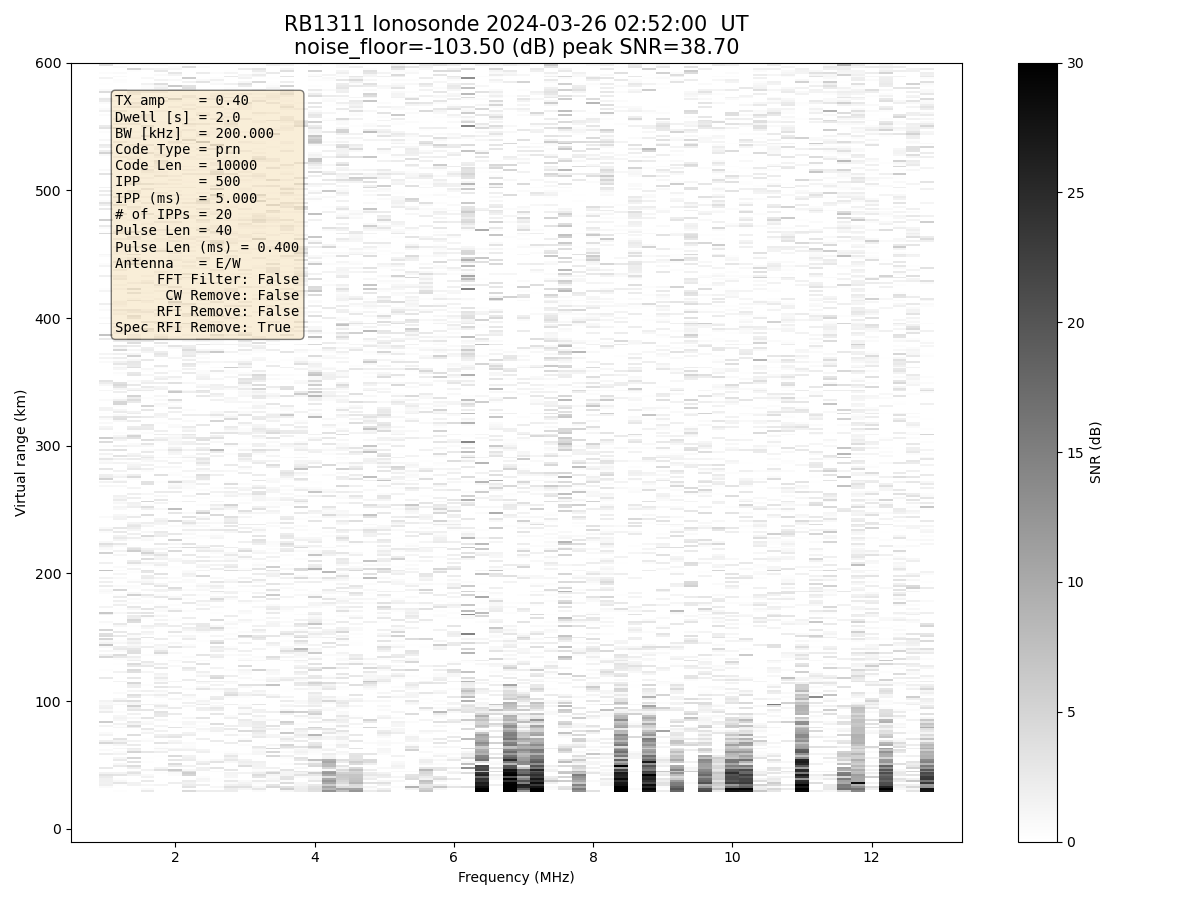 RB1311 Ionosonde 2024-03-26 02:52:00  UT
noise_floor=-103.50 (dB) peak SNR=38.70
TX amp    = 0.40
Dwell [s] = 2.0
BW [kHz]  = 200.000
Code Type = prn
Code Len  = 10000
IPP       = 500
IPP (ms)  = 5.000
# of IPPs = 20
Pulse Len = 40
Pulse Len (ms) = 0.400
Antenna   = E/W
FFT Filter: False
CW Remove: False
RFI Remove: False
Spec RFI Remove: True
600
500
400
300
200
100
0
Virtual range (km)
2 4 6 8 10 12
Frequency (MHz)
30
25
20
15
10
5
0
SNR (dB)